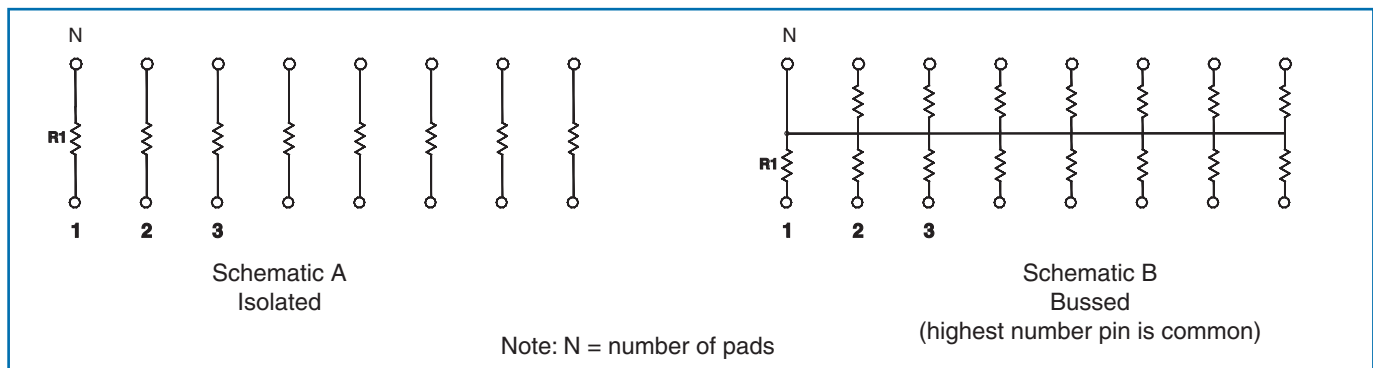 N
R1
1 2 3
Schematic A
Isolated
N
R1
1 2 3
Schematic B
Bussed
(highest number pin is common)
Note: N = number of pads